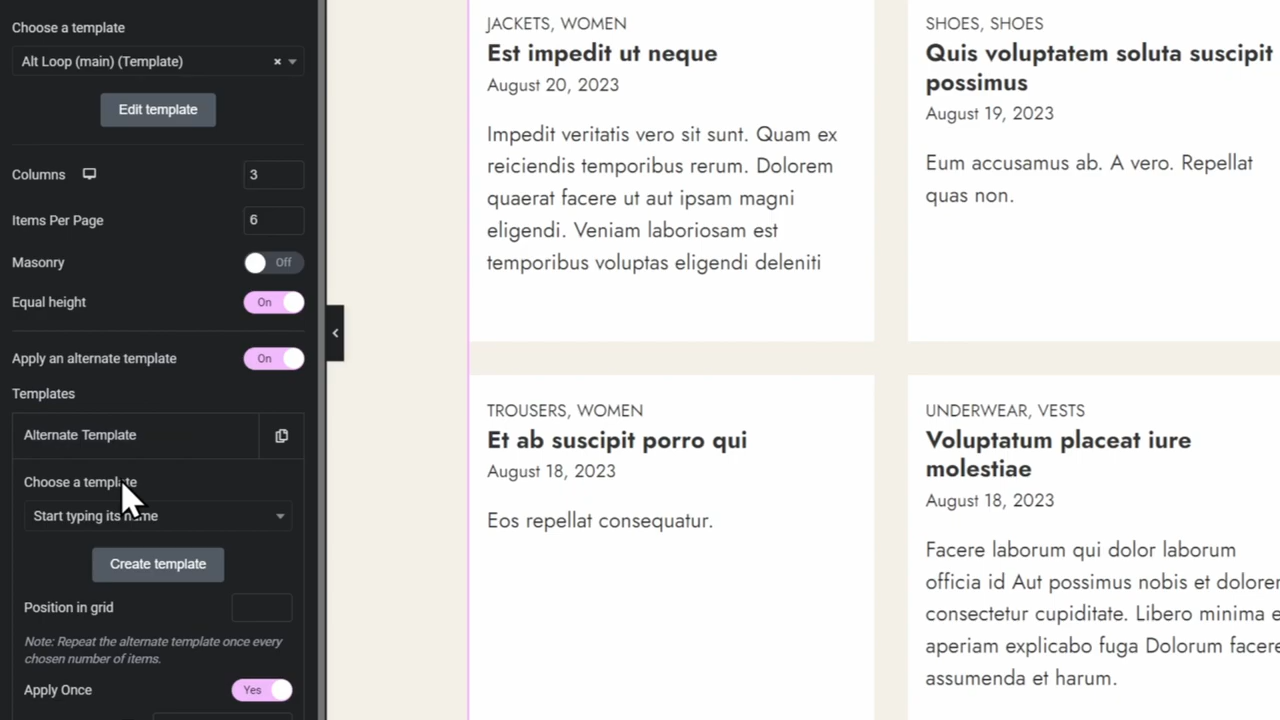 Choose a template
Alt Loop (main) (Template)
Edit template
Columns
3
Items Per Page
6
Masonry
Off
Equal height
On
Apply an alternate template
On
Templates
Alternate Template
Choose a template
Start typing its name
Create template
Position in grid
Note: Repeat the alternate template once every
chosen number of items.
Apply Once
Yes
JACKETS, WOMEN
Est impedit ut neque
August 20, 2023
Impedit veritatis vero sit sunt. Quam ex
reiciendis temporibus rerum. Dolorem
quaerat facere ut aut ipsam magni
eligendi. Veniam laboriosam est
temporibus voluptas eligendi deleniti
SHOES, SHOES
Quis voluptatem soluta suscipit
possimus
August 19, 2023
Eum accusamus ab. A vero. Repellat
quas non.
TROUSERS, WOMEN
Et ab suscipit porro qui
August 18, 2023
Eos repellat consequatur.
UNDERWEAR, VESTS
Voluptatum placeat iure
molestiae
August 18, 2023
Facere laborum qui dolor laborum
officia id Aut possimus nobis et dolorer
consectetur cupiditate. Libero minima e
aperiam explicabo fuga Dolorum facere
assumenda et harum.